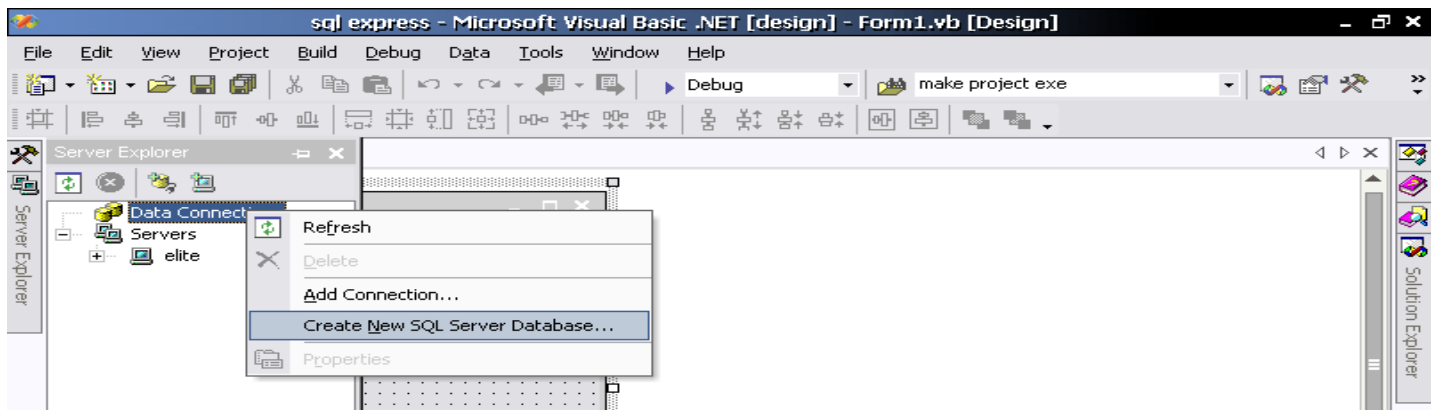 sql express - Microsoft Visual Basic .NET [design] - Form1.vb [Design]
File Edit View Project Build Debug Data Tools Window Help
Debug make project exe
Server Explorer
Server Explorer
Data Connecti
Servers
elite
Refresh
Delete
Add Connection...
Create New SQL Server Database...
Properties
Solution Explorer